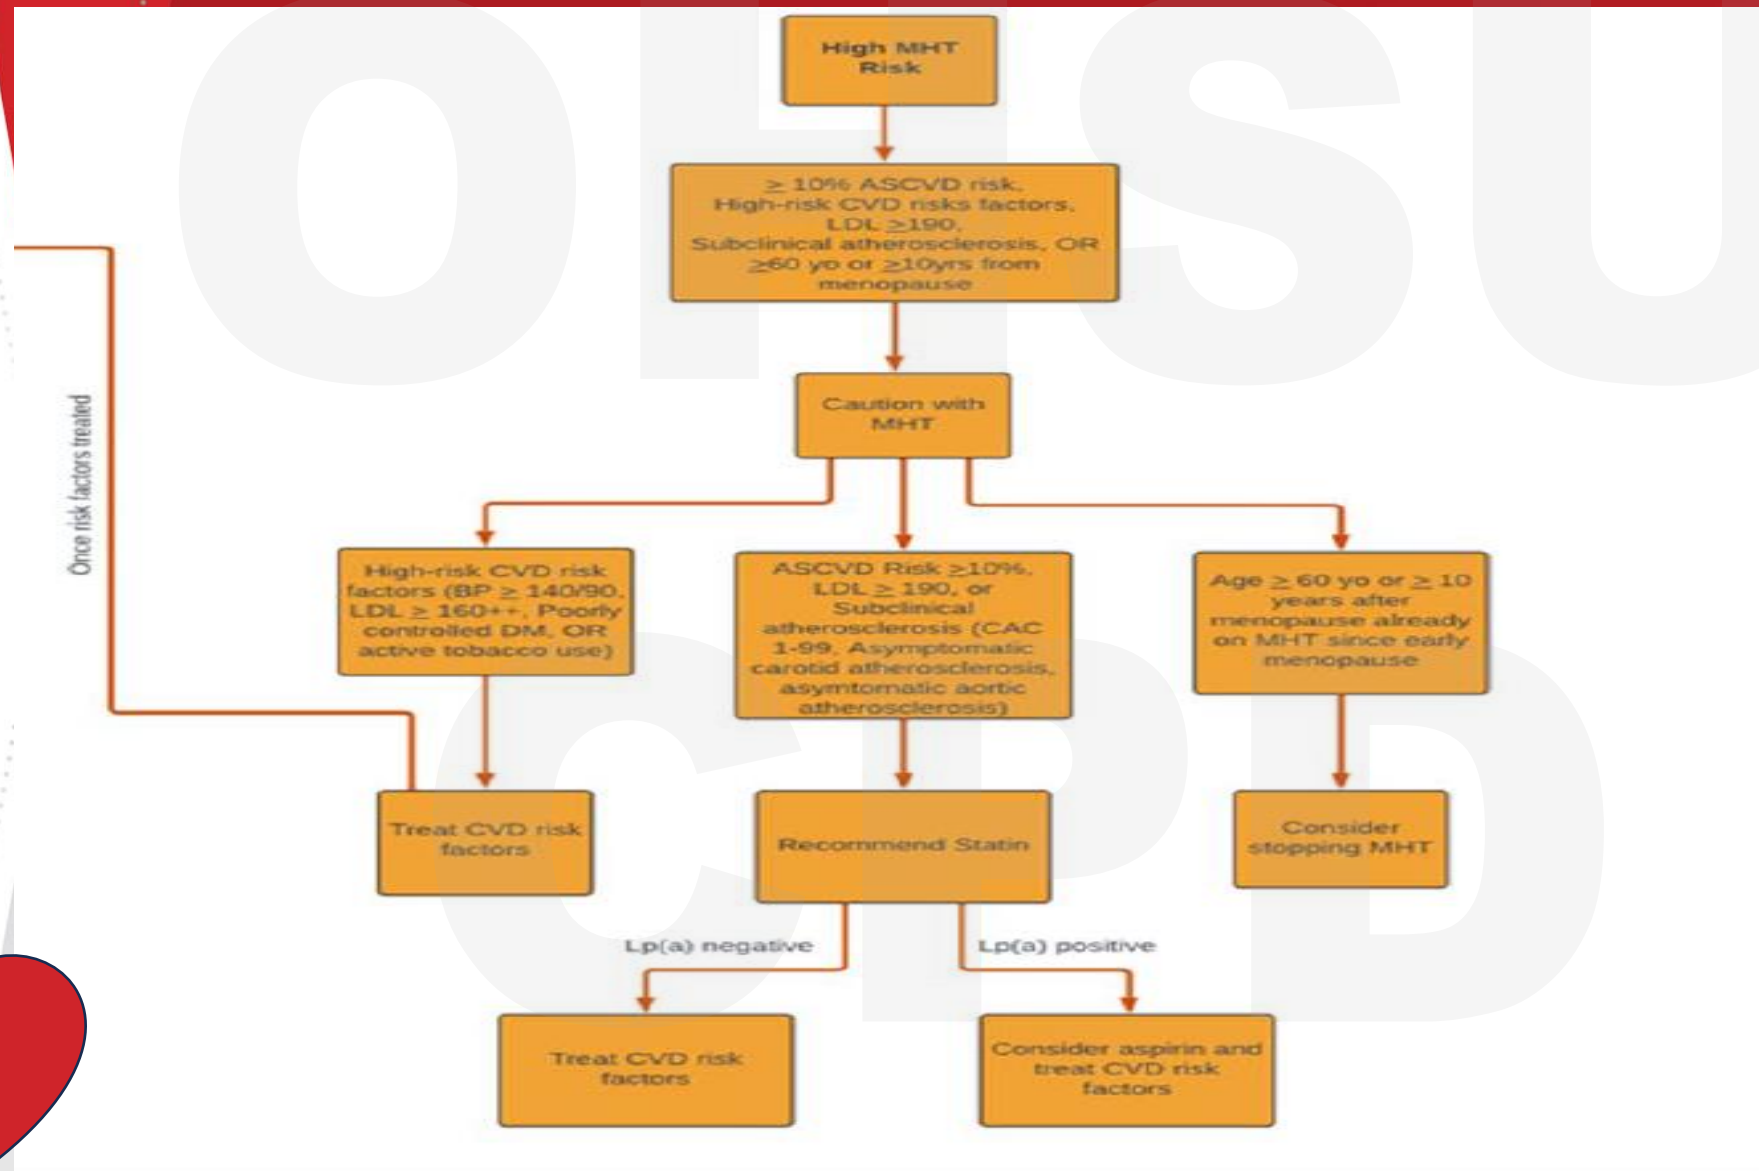 OHSU
CPD
High MHT
Risk
≥ 10% ASCVD risk,
High-risk CVD risks factors,
LDL ≥190,
Subclinical atherosclerosis, OR
≥60 yo or ≥10yrs from
menopause
Caution with
MHT
Once risk factors treated
High-risk CVD risk
factors (BP ≥ 140/90,
LDL ≥ 160++, Poorly
controlled DM, OR
active tobacco use)
ASCVD Risk ≥10%,
LDL ≥ 190, or
Subclinical
atherosclerosis (CAC
1-99, Asymptomatic
carotid atherosclerosis,
asymtomatic aortic
atherosclerosis)
Age ≥ 60 yo or ≥ 10
years after
menopause already
on MHT since early
menopause
Treat CVD risk
factors
Recommend Statin
Consider
stopping MHT
Lp(a) negative
Lp(a) positive
Treat CVD risk
factors
Consider aspirin and
treat CVD risk
factors